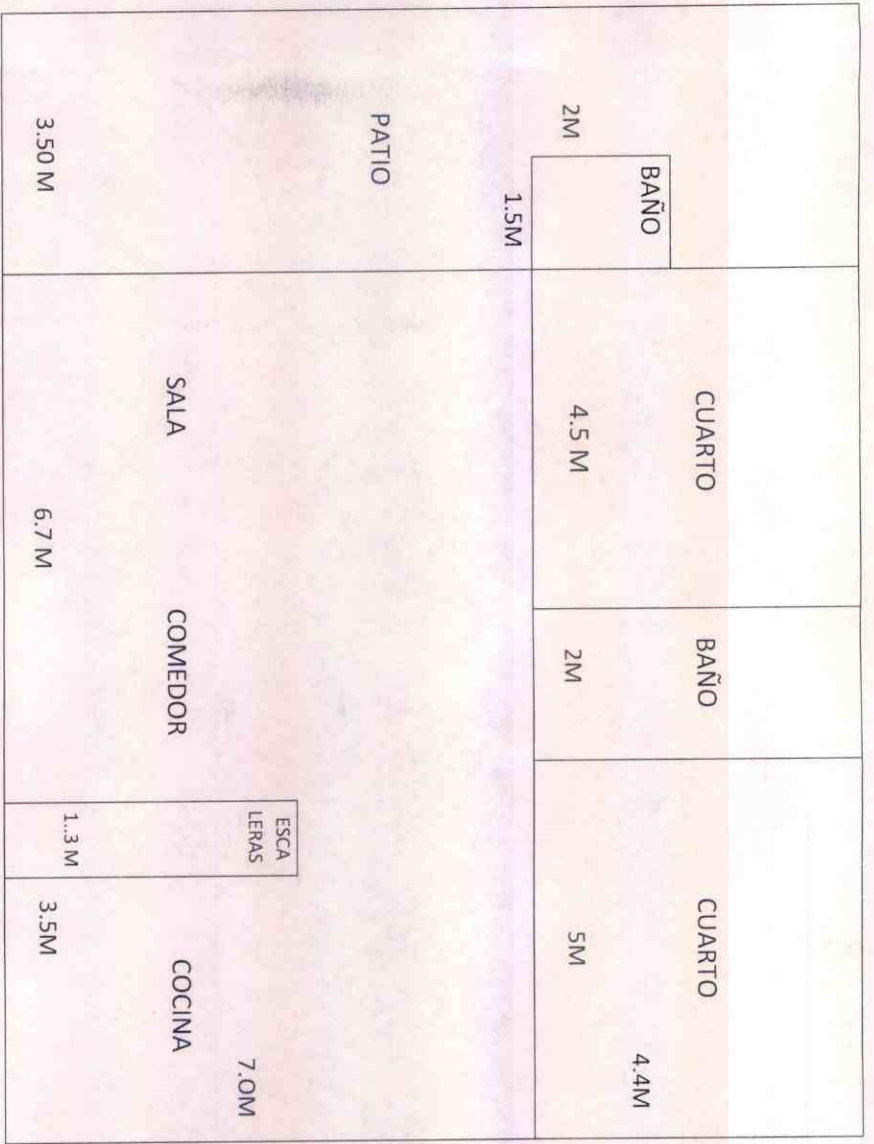 CUARTO
BAÑO
CUARTO
BAÑO
4.4M
2M
4.5 M
2M
5M
1.5M
PATIO
ESCA
LERAS
7.OM
SALA
COMEDOR
COCINA
1..3 M
3.50 M
6.7 M
3.5M